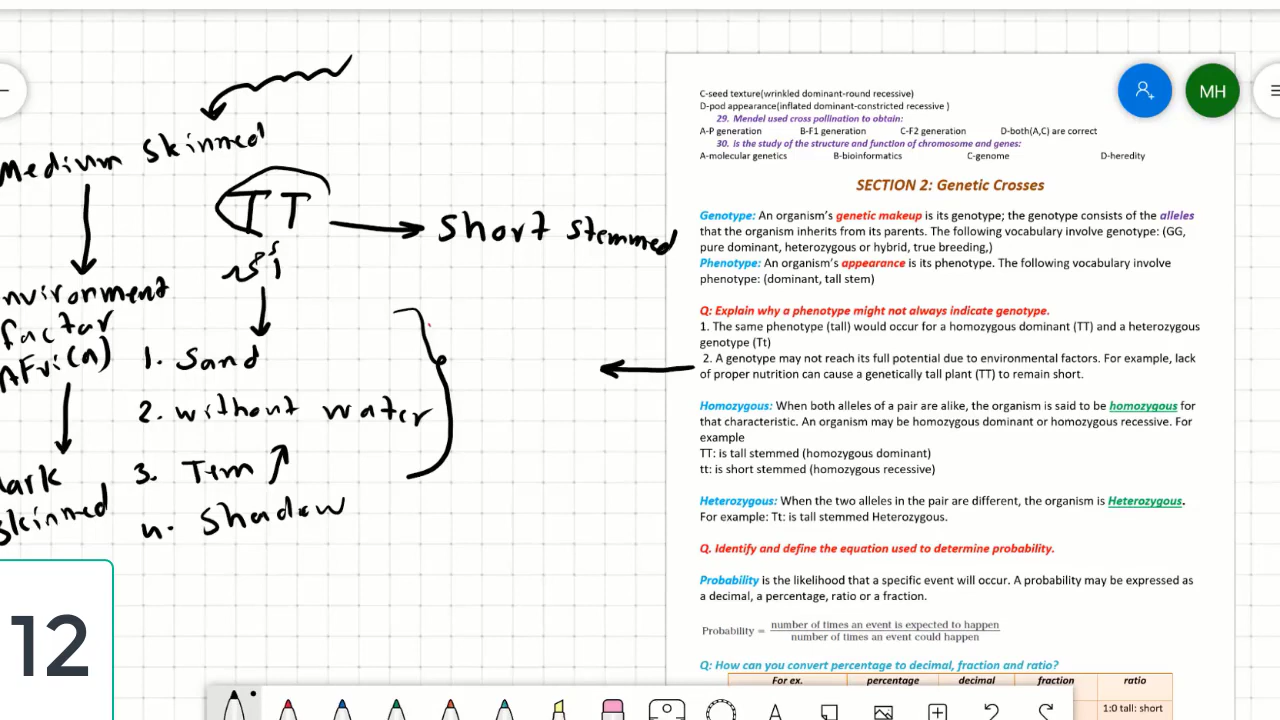 Medium skinned
TT
short stemmed
factor
1. Sand
2. without water
3. Tem
Shadow
skinned
12
MH
C-seed texture(wrinkled dominant-round recessive)
D-pod appearance(inflated dominant-constricted recessive )
29. Mendel used cross pollination to obtain:
A-P generation B-F1 generation C-F2 generation D-both(A,C) are correct
30. is the study of the structure and function of chromosome and genes:
A-molecular genetics B-bioinformatics C-genome D-heredity
SECTION 2: Genetic Crosses
Genotype: An organism's genetic makeup is its genotype; the genotype consists of the alleles
that the organism inherits from its parents. The following vocabulary involve genotype: (GG,
pure dominant, heterozygous or hybrid, true breeding,)
Phenotype: An organism's appearance is its phenotype. The following vocabulary involve
phenotype: (dominant, tall stem)
Q: Explain why a phenotype might not always indicate genotype.
1. The same phenotype (tall) would occur for a homozygous dominant (TT) and a heterozygous
genotype (Tt)
2. A genotype may not reach its full potential due to environmental factors. For example, lack
of proper nutrition can cause a genetically tall plant (TT) to remain short.
Homozygous: When both alleles of a pair are alike, the organism is said to be homozygous for
that characteristic. An organism may be homozygous dominant or homozygous recessive. For
example
TT: is tall stemmed (homozygous dominant)
tt: is short stemmed (homozygous recessive)
Heterozygous: When the two alleles in the pair are different, the organism is Heterozygous.
For example: Tt: is tall stemmed Heterozygous.
Q. Identify and define the equation used to determine probability.
Probability is the likelihood that a specific event will occur. A probability may be expressed as
a decimal, a percentage, ratio or a fraction.
Probability = number of times an event is expected to happen
number of times an event could happen
Q: How can you convert percentage to decimal, fraction and ratio?
For ex. percentage decimal fraction ratio
1:0 tall: short